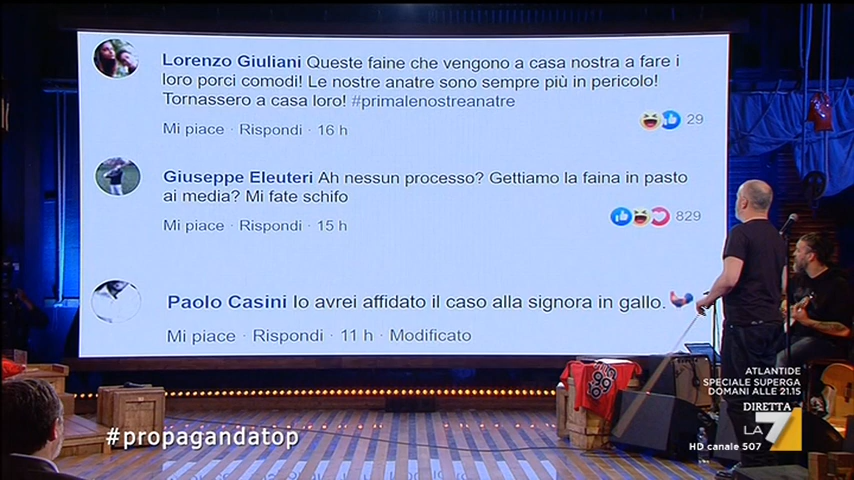 Lorenzo Giuliani Queste faine che vengono a casa nostra a fare i
loro porci comodi! Le nostre anatre sono sempre più in pericolo!
Tornassero a casa loro! #primalenostreanatre
Mi piace · Rispondi · 16 h
29
Giuseppe Eleuteri Ah nessun processo? Gettiamo la faina in pasto
ai media? Mi fate schifo
Mi piace · Rispondi · 15 h
829
Paolo Casini Io avrei affidato il caso alla signora in gallo.
Mi piace · Rispondi · 11 h · Modificato
ATLANTIDE
SPECIALE SUPERGA
DOMANI ALLE 21.15
DIRETTA
LA 7
HD canale 507
#propagandatop